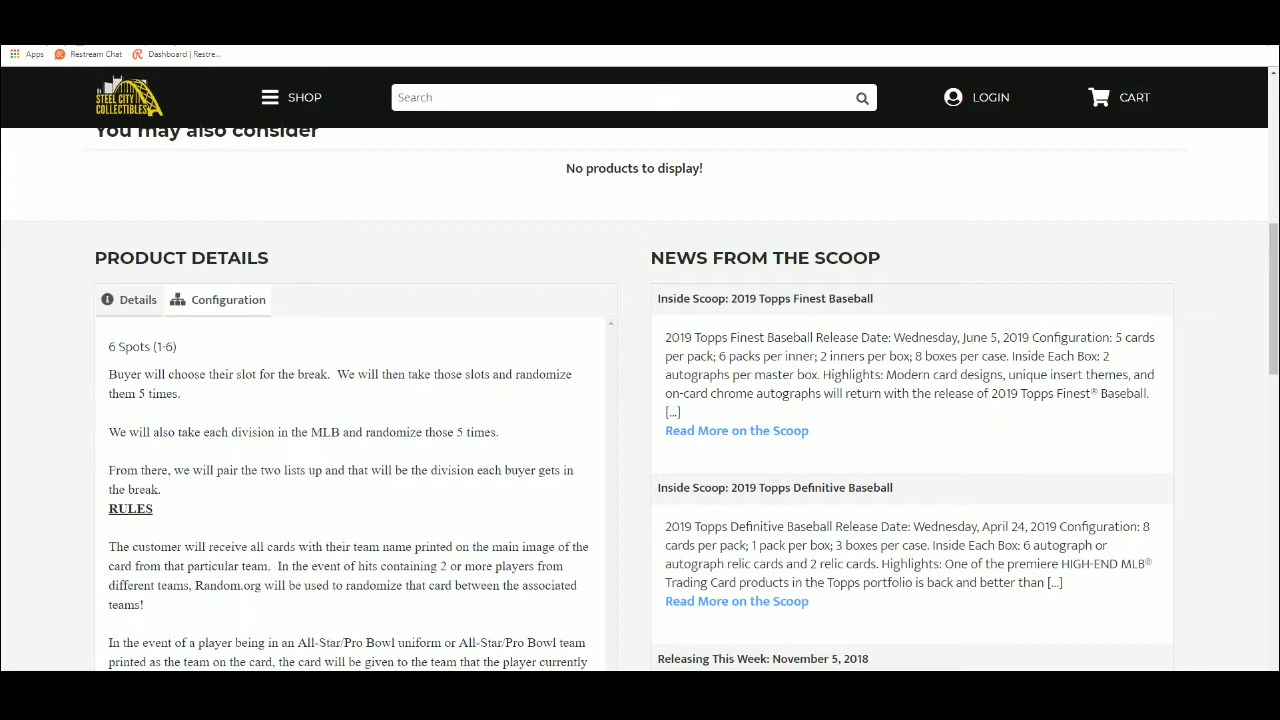 Apps Restream Chat Dashboard | Restre...
STEEL CITY
COLLECTIBLES
SHOP
Search
LOGIN
CART
You may also consider
No products to display!
PRODUCT DETAILS
Details
Configuration
6 Spots (1-6)
Buyer will choose their slot for the break.  We will then take those slots and randomize
them 5 times.
We will also take each division in the MLB and randomize those 5 times.
From there, we will pair the two lists up and that will be the division each buyer gets in
the break.
RULES
The customer will receive all cards with their team name printed on the main image of the
card from that particular team.  In the event of hits containing 2 or more players from
different teams, Random.org will be used to randomize that card between the associated
teams!
In the event of a player being in an All-Star/Pro Bowl uniform or All-Star/Pro Bowl team
printed as the team on the card, the card will be given to the team that the player currently
NEWS FROM THE SCOOP
Inside Scoop: 2019 Topps Finest Baseball
2019 Topps Finest Baseball Release Date: Wednesday, June 5, 2019 Configuration: 5 cards
per pack; 6 packs per inner; 2 inners per box; 8 boxes per case. Inside Each Box: 2
autographs per master box. Highlights: Modern card designs, unique insert themes, and
on-card chrome autographs will return with the release of 2019 Topps Finest® Baseball.
[...]
Read More on the Scoop
Inside Scoop: 2019 Topps Definitive Baseball
2019 Topps Definitive Baseball Release Date: Wednesday, April 24, 2019 Configuration: 8
cards per pack; 1 pack per box; 3 boxes per case. Inside Each Box: 6 autograph or
autograph relic cards and 2 relic cards. Highlights: One of the premiere HIGH-END MLB®
Trading Card products in the Topps portfolio is back and better than [...]
Read More on the Scoop
Releasing This Week: November 5, 2018